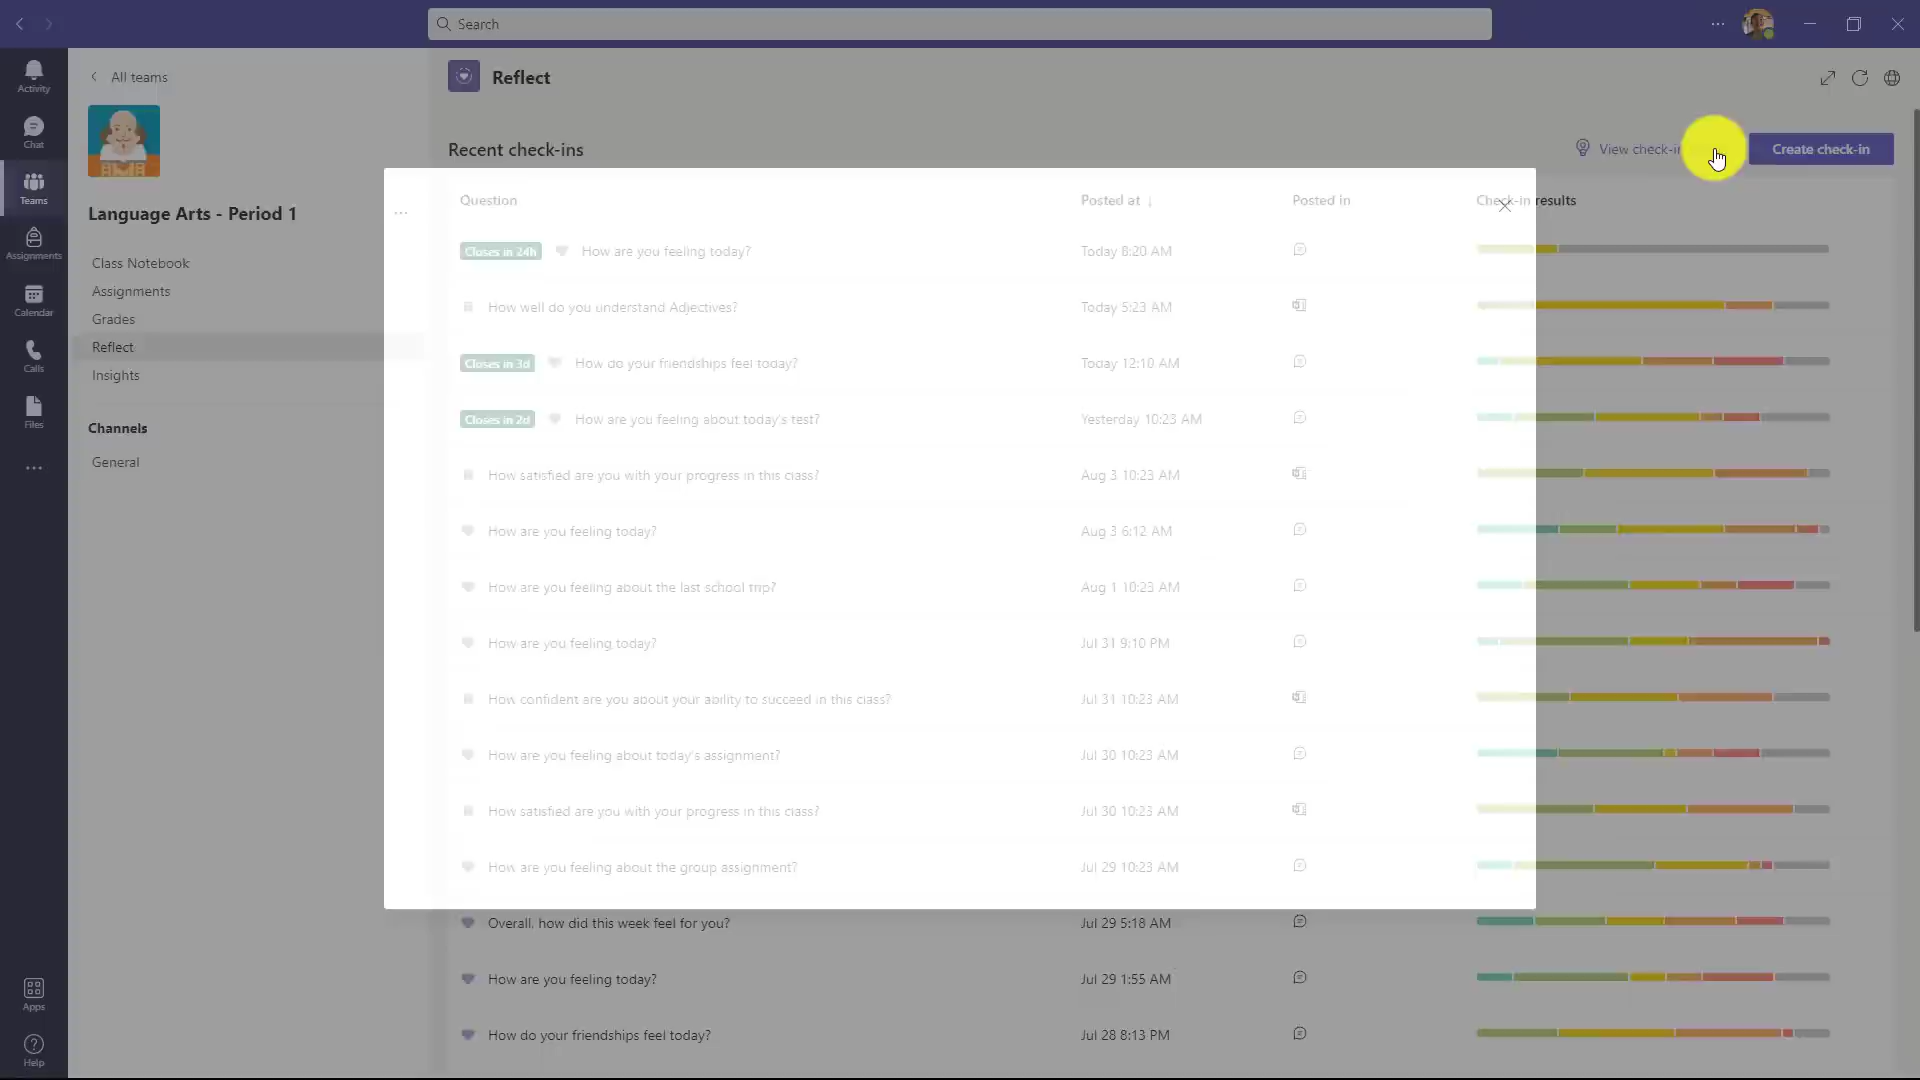 Search
Activity
Chat
Teams
Assignments
Calendar
Calls
Files
Apps
Help
All teams
Language Arts - Period 1
Class Notebook
Assignments
Grades
Reflect
Insights
Channels
General
Reflect
Recent check-ins
View
Create check-in
Question Posted at ↓ Posted in Check-in results
Closes in 24h How are you feeling today? Today 8:20 AM
How well do you understand Adjectives? Today 5:23 AM
Closes in 3d How do your friendships feel today? Today 12:10 AM
Closes in 2d How are you feeling about today's test? Yesterday 10:23 AM
How satisfied are you with your progress in this class? Aug 3 10:23 AM
How are you feeling today? Aug 3 6:12 AM
How are you feeling about the last school trip? Aug 1 10:23 AM
How are you feeling today? Jul 31 9:10 PM
How confident are you about your ability to succeed in this class? Jul 31 10:23 AM
How are you feeling about today's assignment? Jul 30 10:23 AM
How satisfied are you with your progress in this class? Jul 30 10:23 AM
How are you feeling about the group assignment? Jul 29 10:23 AM
Overall, how did this week feel for you? Jul 29 5:18 AM
How are you feeling today? Jul 29 1:55 AM
How do your friendships feel today? Jul 28 8:13 PM